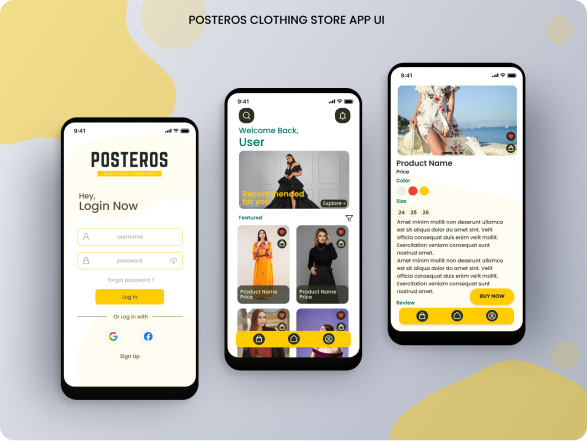 POSTEROS CLOTHING STORE APP UI
9:41
POSTEROS
CLOTHING COMPANY
Hey,
Login Now
username
password
forgot password ?
Log in
Or Log in with
Sign Up
9:41
Welcome Back,
User
Recommended
for you
Explore
Featured
Product Name
Price
Product Name
Price
9:41
Product Name
Price
Color
Size
24 25 26
Amet minim mollit non deserunt ullamco
est sit aliqua dolor do amet sint. Velit
officia consequat duis enim velit mollit.
Exercitation veniam consequat sunt
nostrud amet.
Amet minim mollit non deserunt ullamco
est sit aliqua dolor do amet sint. Velit
officia consequat duis enim velit mollit.
Exercitation veniam consequat sunt
nostrud amet.
BUY NOW
Review